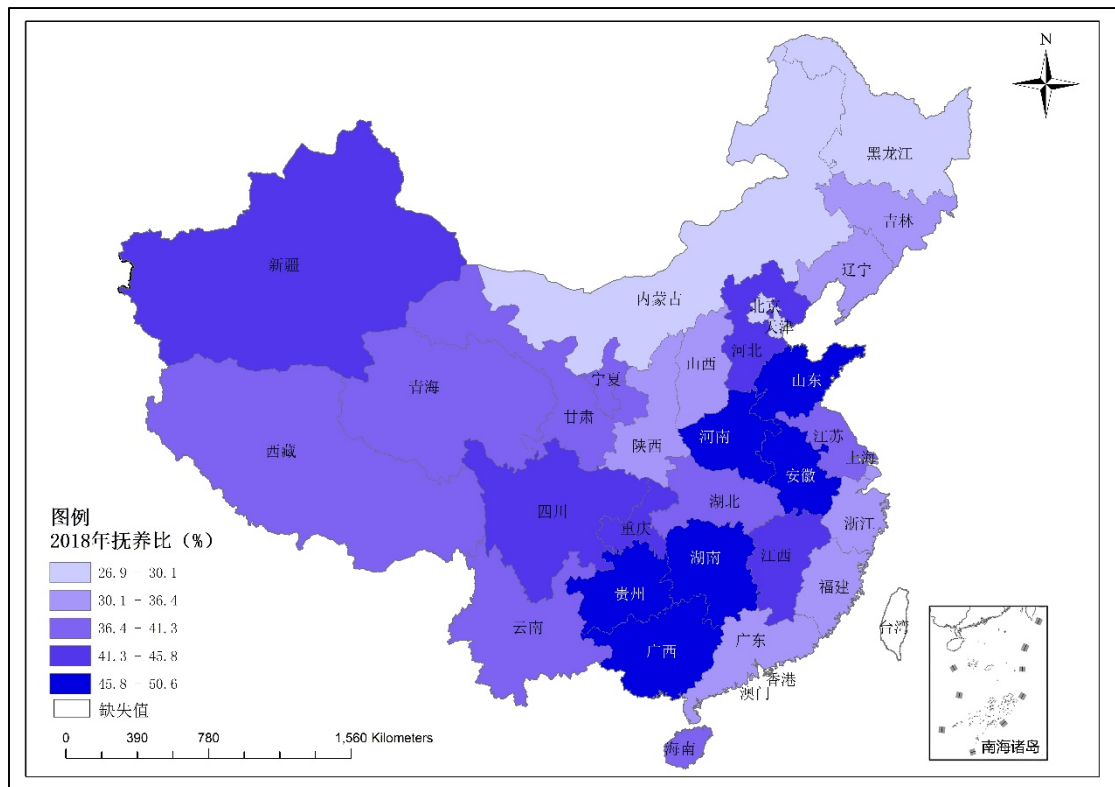 N
黑龙江
吉林
辽宁
新疆
内蒙古
北京
天津
河北
山西
山东
宁夏
青海
甘肃
陕西
河南
江苏
上海
安徽
西藏
四川
重庆
湖北
浙江
湖南
江西
贵州
福建
云南
广西
广东
台湾
香港
澳门
海南
图例
2018年抚养比（%）
26.9 - 30.1
30.1 - 36.4
36.4 - 41.3
41.3 - 45.8
45.8 - 50.6
缺失值
0 390 780 1,560 Kilometers
南海诸岛